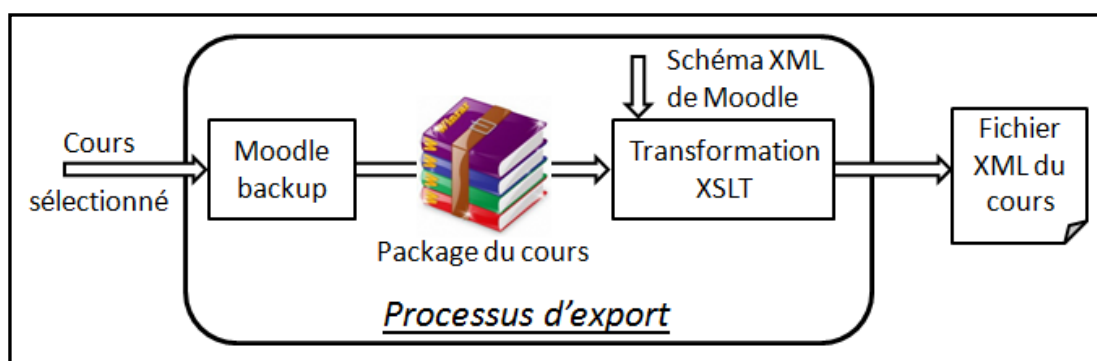 Cours
sélectionné
Moodle
backup
Winrar
Package du cours
Schéma XML
de Moodle
Transformation
XSLT
Fichier
XML du
cours
Processus d'export